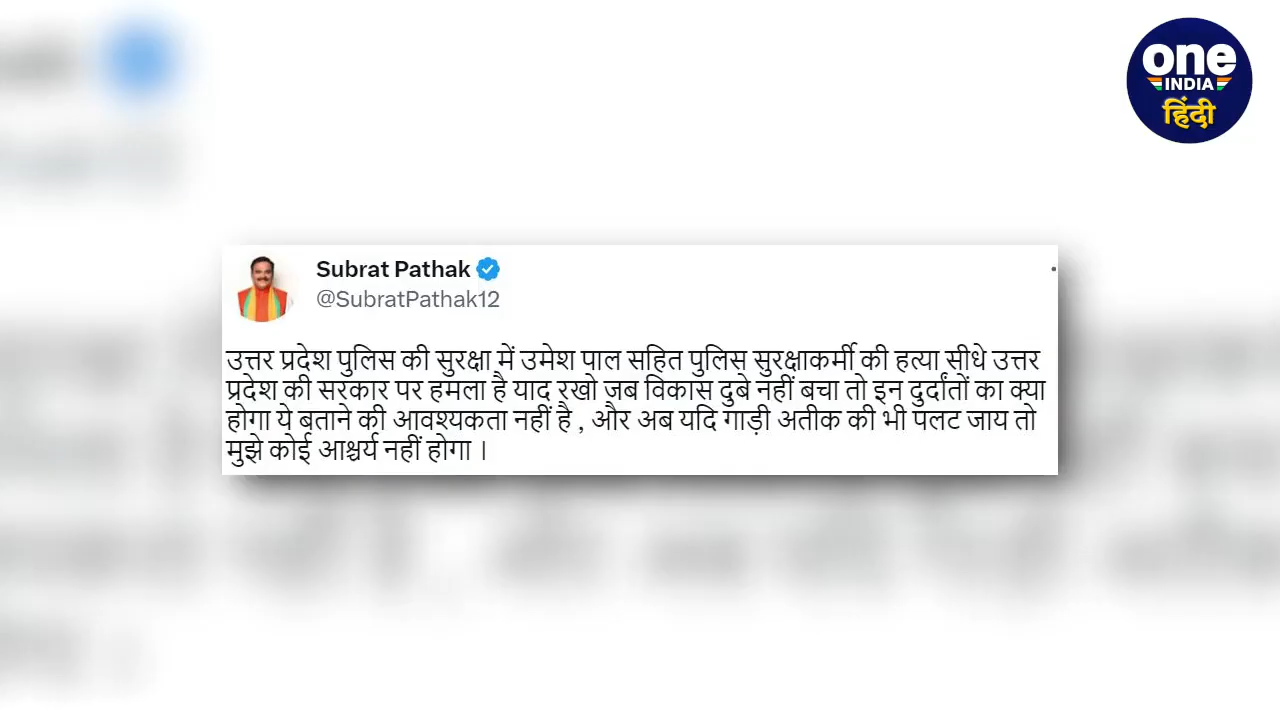 one
INDIA
हिंदी
Subrat Pathak
@SubratPathak12
उत्तर प्रदेश पुलिस की सुरक्षा में उमेश पाल सहित पुलिस सुरक्षाकर्मी की हत्या सीधे उत्तर
प्रदेश की सरकार पर हमला है याद रखो जब विकास दुबे नहीं बचा तो इन दुर्दांतों का क्या
होगा ये बताने की आवश्यकता नहीं है , और अब यदि गाड़ी अतीक की भी पलट जाय तो
मुझे कोई आश्चर्य नहीं होगा ।